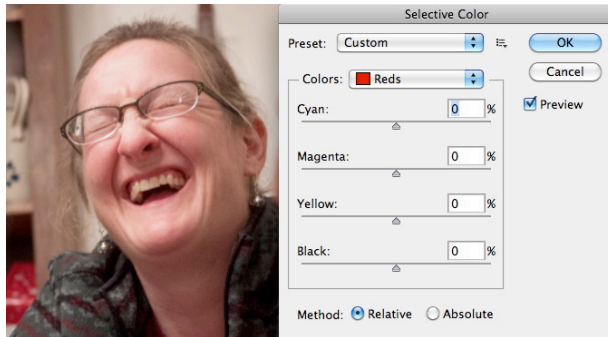 Selective Color
Preset: Custom
OK
Colors: Reds
Cancel
Cyan: 0 %
Preview
Magenta: 0 %
Yellow: 0 %
Black: 0 %
Method: Relative Absolute